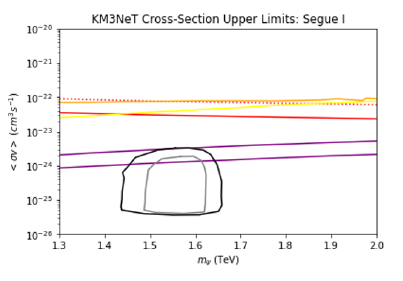 KM3NeT Cross-Section Upper Limits: Segue I
10⁻²⁰
10⁻²¹
10⁻²²
10⁻²³
10⁻²⁴
10⁻²⁵
10⁻²⁶
< σv > (cm³s⁻¹)
1.3 1.4 1.5 1.6 1.7 1.8 1.9 2.0
m_ψ (TeV)